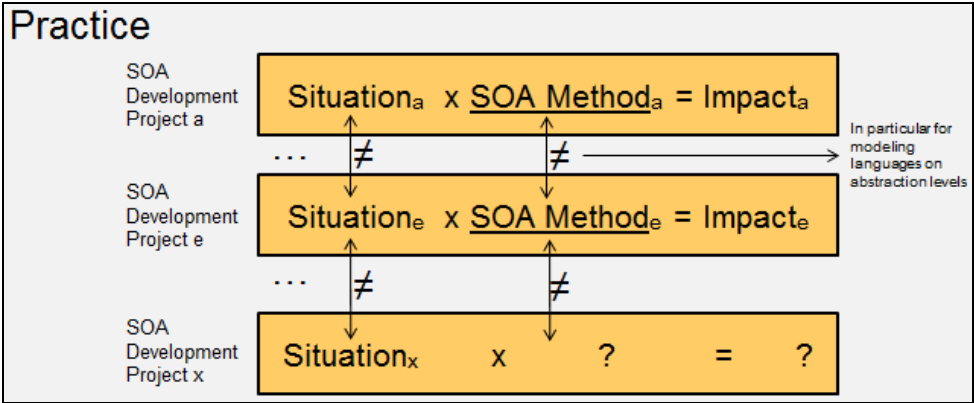 Practice
SOA
Development
Project a
Situationₐ x SOA Methodₐ = Impactₐ
... ≠ ≠
In particular for
modeling
languages on
abstraction levels
SOA
Development
Project e
Situationₑ x SOA Methodₑ = Impactₑ
... ≠ ≠
SOA
Development
Project x
Situationₓ x ? = ?